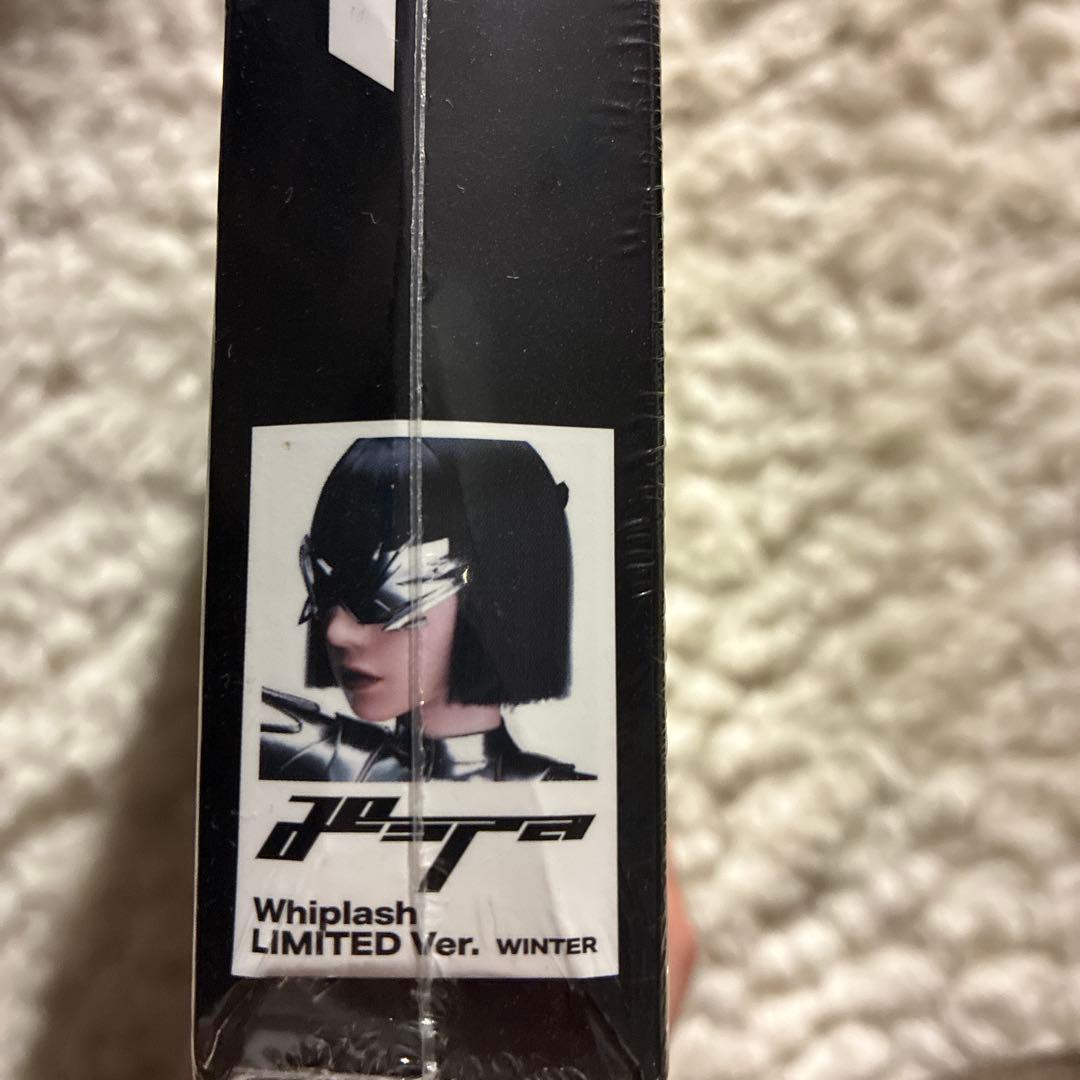 aespa
Whiplash
LIMITED Ver. WINTER